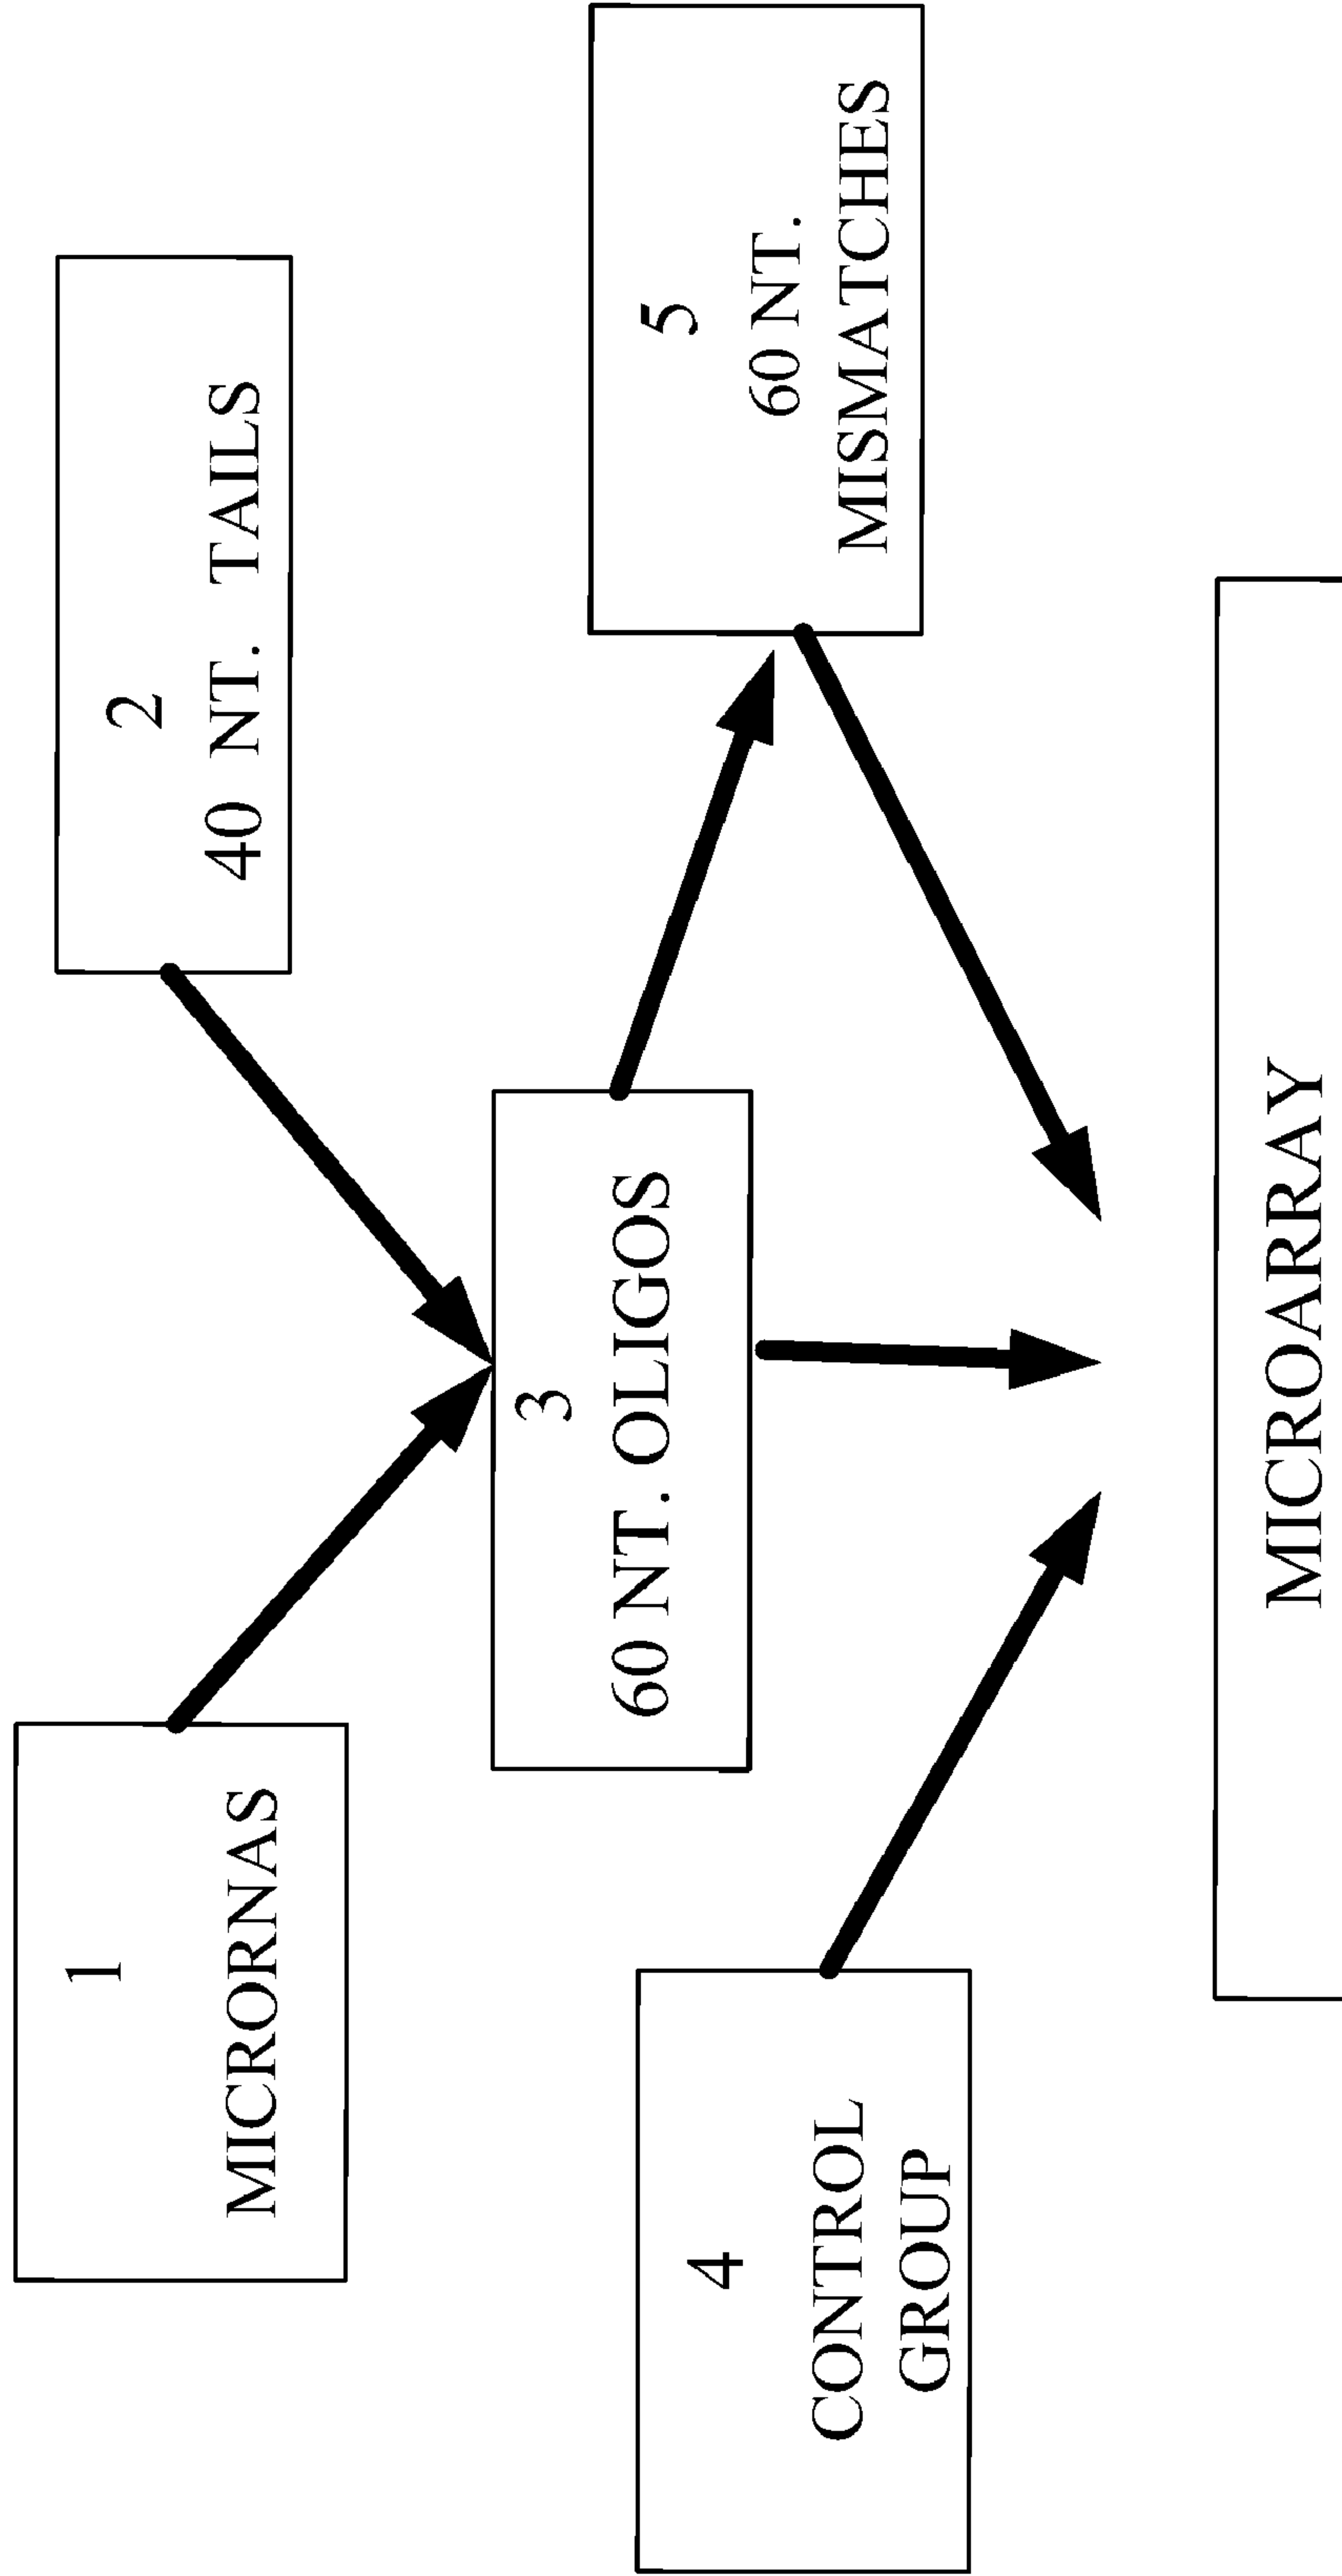 1
MICRORNAS
2
40 NT. TAILS
3
60 NT. OLIGOS
4
CONTROL
GROUP
5
60 NT.
MISMATCHES
MICROARRAY